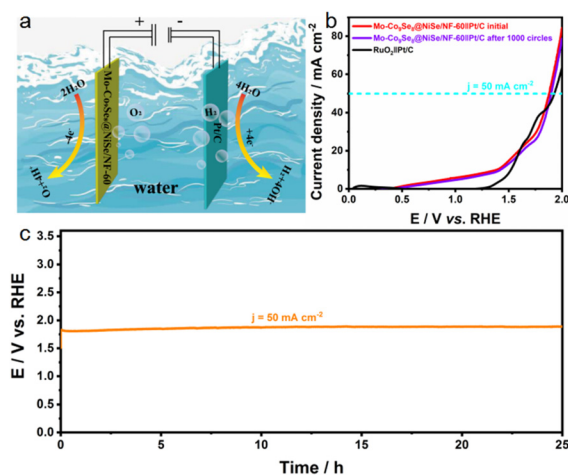 a
+ -
2H₂O
-4e⁻
O₂+4H⁺
Mo-Co₉Se₈@NiSe/NF-60
O₂
H₂
Pt/C
4H₂O
+4e⁻
H₂+4OH⁻
water
b
Mo-Co₉Se₈@NiSe/NF-60||Pt/C initial
Mo-Co₉Se₈@NiSe/NF-60||Pt/C after 1000 circles
RuO₂||Pt/C
j = 50 mA cm⁻²
Current density / mA cm⁻²
80
60
40
20
0
0.0 0.5 1.0 1.5 2.0
E / V vs. RHE
c
j = 50 mA cm⁻²
E / V vs. RHE
3.5
3.0
2.5
2.0
1.5
1.0
0.5
0.0
0 5 10 15 20 25
Time / h